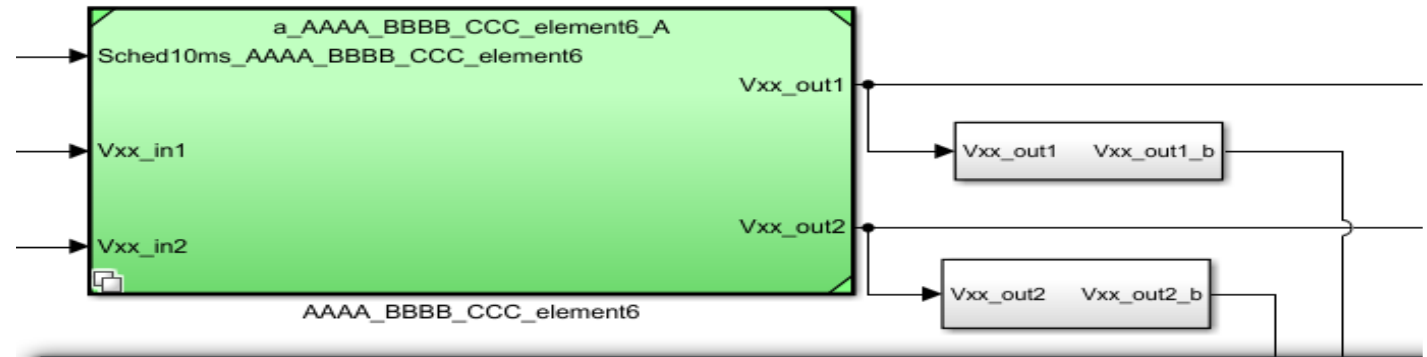 a_AAAA_BBBB_CCC_element6_A
Sched10ms_AAAA_BBBB_CCC_element6
Vxx_out1
Vxx_in1
Vxx_out1 Vxx_out1_b
Vxx_out2
Vxx_in2
Vxx_out2 Vxx_out2_b
AAAA_BBBB_CCC_element6